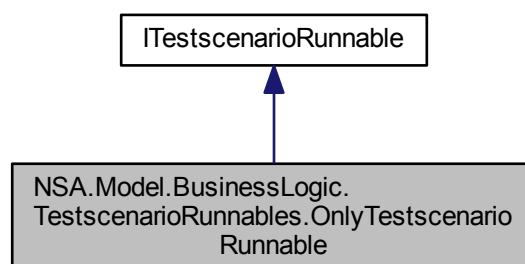 ITestscenarioRunnable
NSA.Model.BusinessLogic.
TestscenarioRunnables.OnlyTestscenario
Runnable